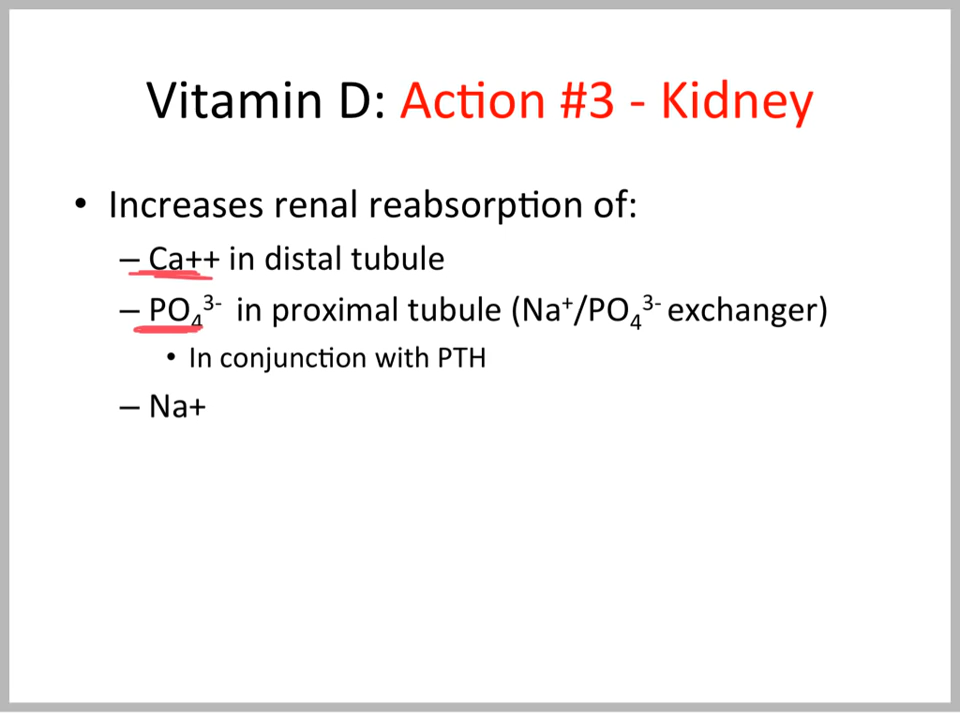 Vitamin D: Action #3 - Kidney
• Increases renal reabsorption of:
– Ca++ in distal tubule
– PO₄³⁻ in proximal tubule (Na⁺/PO₄³⁻ exchanger)
• In conjunction with PTH
– Na+